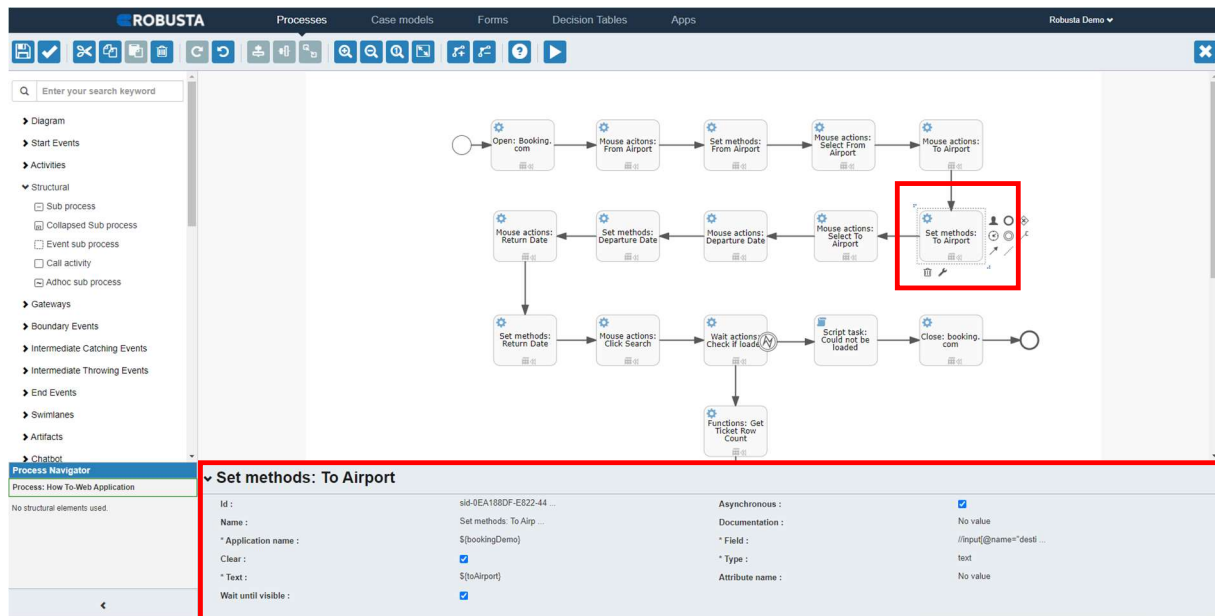 ROBUSTA
Processes
Case models
Forms
Decision Tables
Apps
Robusta Demo
Enter your search keyword
Diagram
Start Events
Activities
Structural
Sub process
Collapsed Sub process
Event sub process
Call activity
Adhoc sub process
Gateways
Boundary Events
Intermediate Catching Events
Intermediate Throwing Events
End Events
Swimlanes
Artifacts
Chatbot
Process Navigator
Process: How To-Web Application
No structural elements used.
Open: Booking.
com
Mouse acitons:
From Airport
Set methods:
From Airport
Mouse actions:
Select From
Airport
Mouse actions:
To Airport
Mouse actions:
Return Date
Set methods:
Departure Date
Mouse actions:
Departure Date
Mouse actions:
Select To
Airport
Set methods:
To Airport
Set methods:
Return Date
Mouse actions:
Click Search
Wait actions:
Check if loade
Script task:
Could not be
loaded
Close: booking.
com
Functions: Get
Ticket Row
Count
Set methods: To Airport
Id : sid-0EA188DF-E822-44 ... Asynchronous :
Name : Set methods: To Airp ... Documentation : No value
* Application name : ${bookingDemo} * Field : //input[@name="desti ...
Clear : * Type : text
* Text : ${toAirport} Attribute name : No value
Wait until visible :